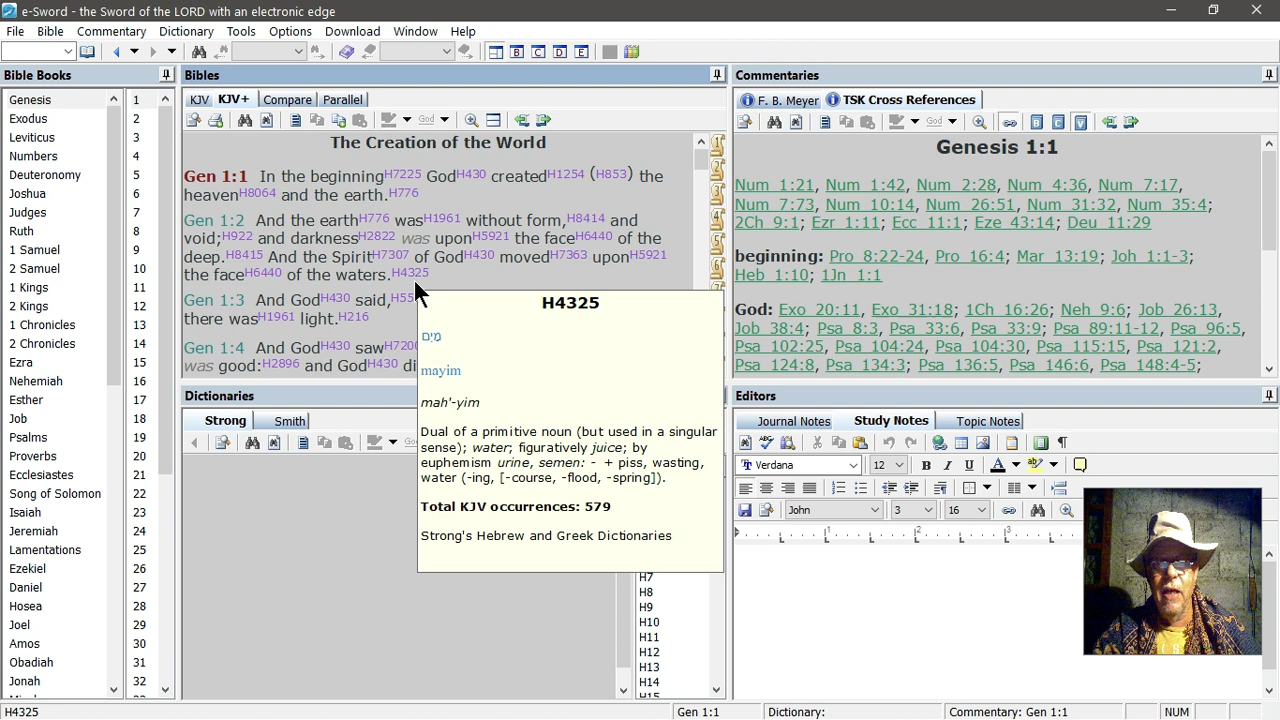 e-Sword - the Sword of the LORD with an electronic edge
File Bible Commentary Dictionary Tools Options Download Window Help
B C D E
Bible Books
Genesis
Exodus
Leviticus
Numbers
Deuteronomy
Joshua
Judges
Ruth
1 Samuel
2 Samuel
1 Kings
2 Kings
1 Chronicles
2 Chronicles
Ezra
Nehemiah
Esther
Job
Psalms
Proverbs
Ecclesiastes
Song of Solomon
Isaiah
Jeremiah
Lamentations
Ezekiel
Daniel
Hosea
Joel
Amos
Obadiah
Jonah
1
2
3
4
5
6
7
8
9
10
11
12
13
14
15
16
17
18
19
20
21
22
23
24
25
26
27
28
29
30
31
32
Bibles
KJV KJV+ Compare Parallel
God
The Creation of the World
Gen 1:1 In the beginningH7225 GodH430 createdH1254 (H853) the
heavenH8064 and the earth.H776
Gen 1:2 And the earthH776 wasH1961 without form,H8414 and
void;H922 and darknessH2822 was uponH5921 the faceH6440 of the
deep.H8415 And the SpiritH7307 of GodH430 movedH7363 uponH5921
the faceH6440 of the waters.H4325
Gen 1:3 And GodH430 said,H55
there wasH1961 light.H216
Gen 1:4 And GodH430 sawH7200
was good:H2896 and GodH430 di
H4325
מַיִם
mayim
mah'-yim
Dual of a primitive noun (but used in a singular
sense); water; figuratively juice; by
euphemism urine, semen: - + piss, wasting,
water (-ing, [-course, -flood, -spring]).
Total KJV occurrences: 579
Strong's Hebrew and Greek Dictionaries
Dictionaries
Strong Smith
H7
H8
H9
H10
H11
H12
H13
H14
H15
Commentaries
F. B. Meyer TSK Cross References
God
B C V
Genesis 1:1
Num 1:21, Num 1:42, Num 2:28, Num 4:36, Num 7:17,
Num 7:73, Num 10:14, Num 26:51, Num 31:32, Num 35:4;
2Ch 9:1; Ezr 1:11; Ecc 11:1; Eze 43:14; Deu 11:29
beginning: Pro 8:22-24, Pro 16:4; Mar 13:19; Joh 1:1-3;
Heb 1:10; 1Jn 1:1
God: Exo 20:11, Exo 31:18; 1Ch 16:26; Neh 9:6; Job 26:13,
Job 38:4; Psa 8:3, Psa 33:6, Psa 33:9; Psa 89:11-12, Psa 96:5,
Psa 102:25, Psa 104:24, Psa 104:30, Psa 115:15, Psa 121:2,
Psa 124:8, Psa 134:3; Psa 136:5, Psa 146:6, Psa 148:4-5;
Editors
Journal Notes Study Notes Topic Notes
Verdana 12 B I U A
John 3 16
1 2 3
H4325 Gen 1:1 Dictionary: Commentary: Gen 1:1 NUM